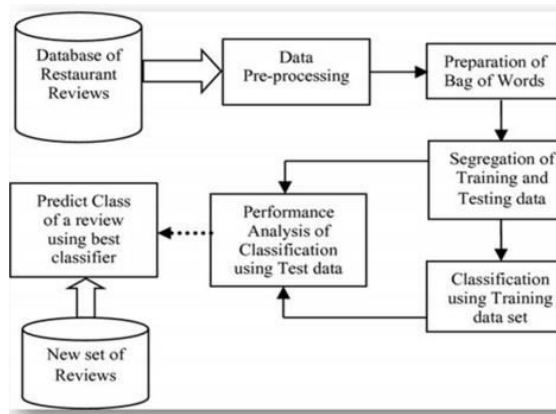 Database of
Restaurant
Reviews
Data
Pre-processing
Preparation of
Bag of Words
Segregation of
Training and
Testing data
Classification
using Training
data set
Performance
Analysis of
Classification
using Test data
Predict Class
of a review
using best
classifier
New set of
Reviews